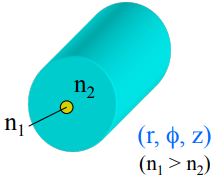 n₂
n₁
(r, ϕ, z)
(n₁ > n₂)